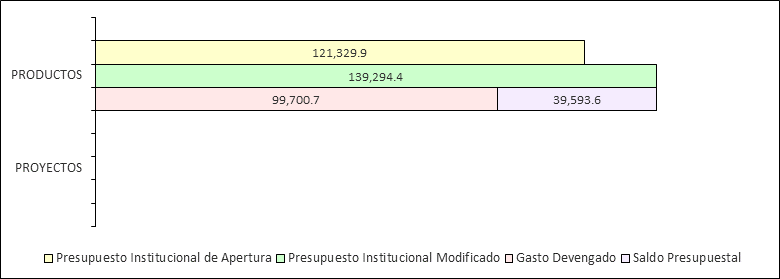 121,329.9
PRODUCTOS
139,294.4
99,700.7 39,593.6
PROYECTOS
Presupuesto Institucional de Apertura Presupuesto Institucional Modificado Gasto Devengado Saldo Presupuestal